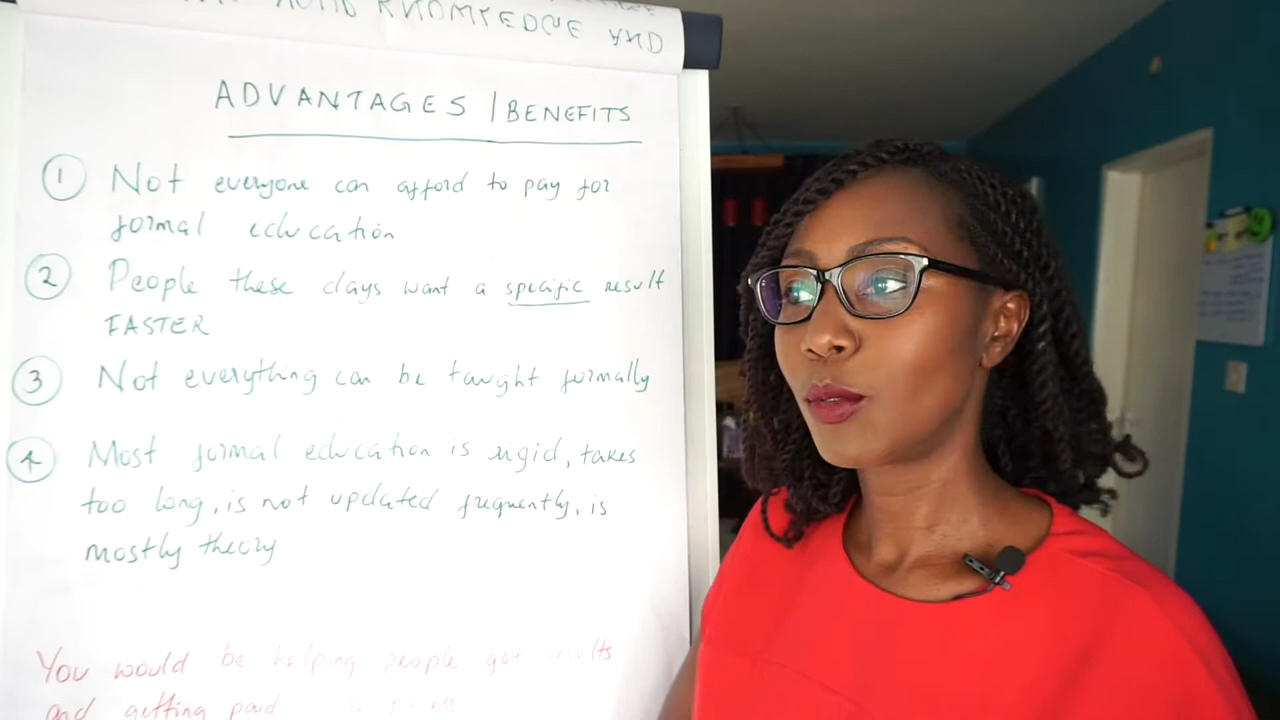 KNOWLEDGE AND
ADVANTAGES | BENEFITS
1 Not everyone can afford to pay for
formal education
2 People these days want a specific result
FASTER
3 Not everything can be taught formally
4 Most formal education is rigid, takes
too long, is not updated frequently, is
mostly theory
You would be helping people get results
and getting paid